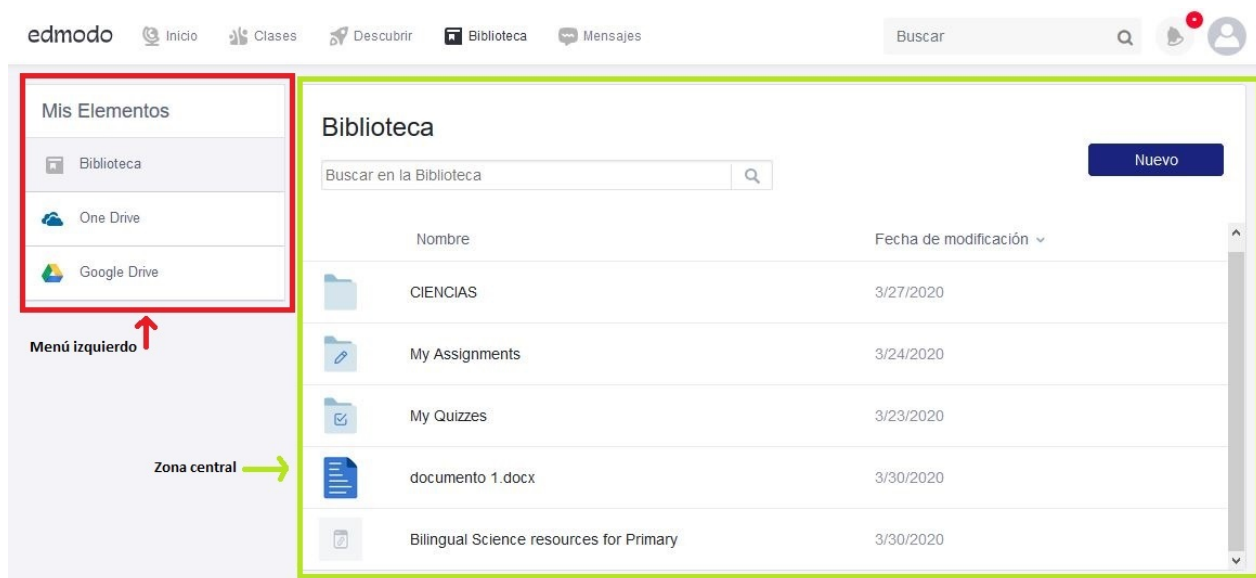 edmodo Inicio Clases Descubrir Biblioteca Mensajes Buscar
Mis Elementos
Biblioteca
One Drive
Google Drive
Menú izquierdo
Zona central
Biblioteca
Nuevo
Buscar en la Biblioteca
Nombre Fecha de modificación
CIENCIAS 3/27/2020
My Assignments 3/24/2020
My Quizzes 3/23/2020
documento 1.docx 3/30/2020
Bilingual Science resources for Primary 3/30/2020